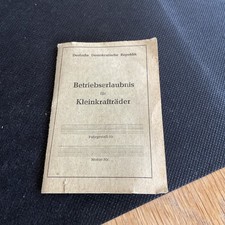 Deutsche Demokratische Republik
Betriebserlaubnis
für
Kleinkrafträder